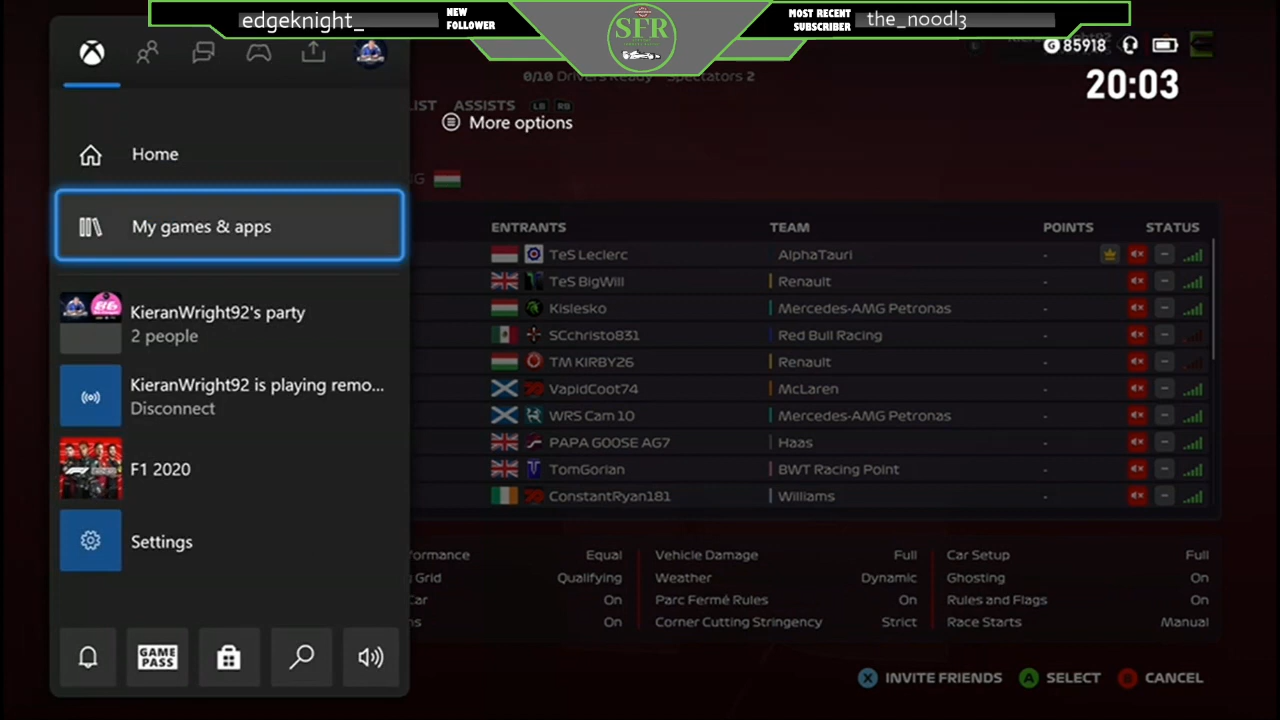 edgeknight_
NEW
FOLLOWER
SFR
MOST RECENT
SUBSCRIBER
the_noodl3
G 85918
20:03
0/10 Drivers Ready Spectators 2
LIST ASSISTS LB RB
More options
Home
My games & apps
KieranWright92's party
2 people
KieranWright92 is playing remo...
Disconnect
F1 2020
Settings
GAME
PASS
ENTRANTS TEAM POINTS STATUS
TeS Leclerc AlphaTauri -
TeS BigWill Renault -
Kislesko Mercedes-AMG Petronas -
SCchristo831 Red Bull Racing -
TM KIRBY26 Renault -
VapidCoot74 McLaren -
WRS Cam 10 Mercedes-AMG Petronas -
PAPA GOOSE AG7 Haas -
TomGorian BWT Racing Point -
ConstantRyan181 Williams -
formance Equal Vehicle Damage Full Car Setup Full
Grid Qualifying Weather Dynamic Ghosting On
Car On Parc Fermé Rules On Rules and Flags On
ns On Corner Cutting Stringency Strict Race Starts Manual
X INVITE FRIENDS A SELECT B CANCEL